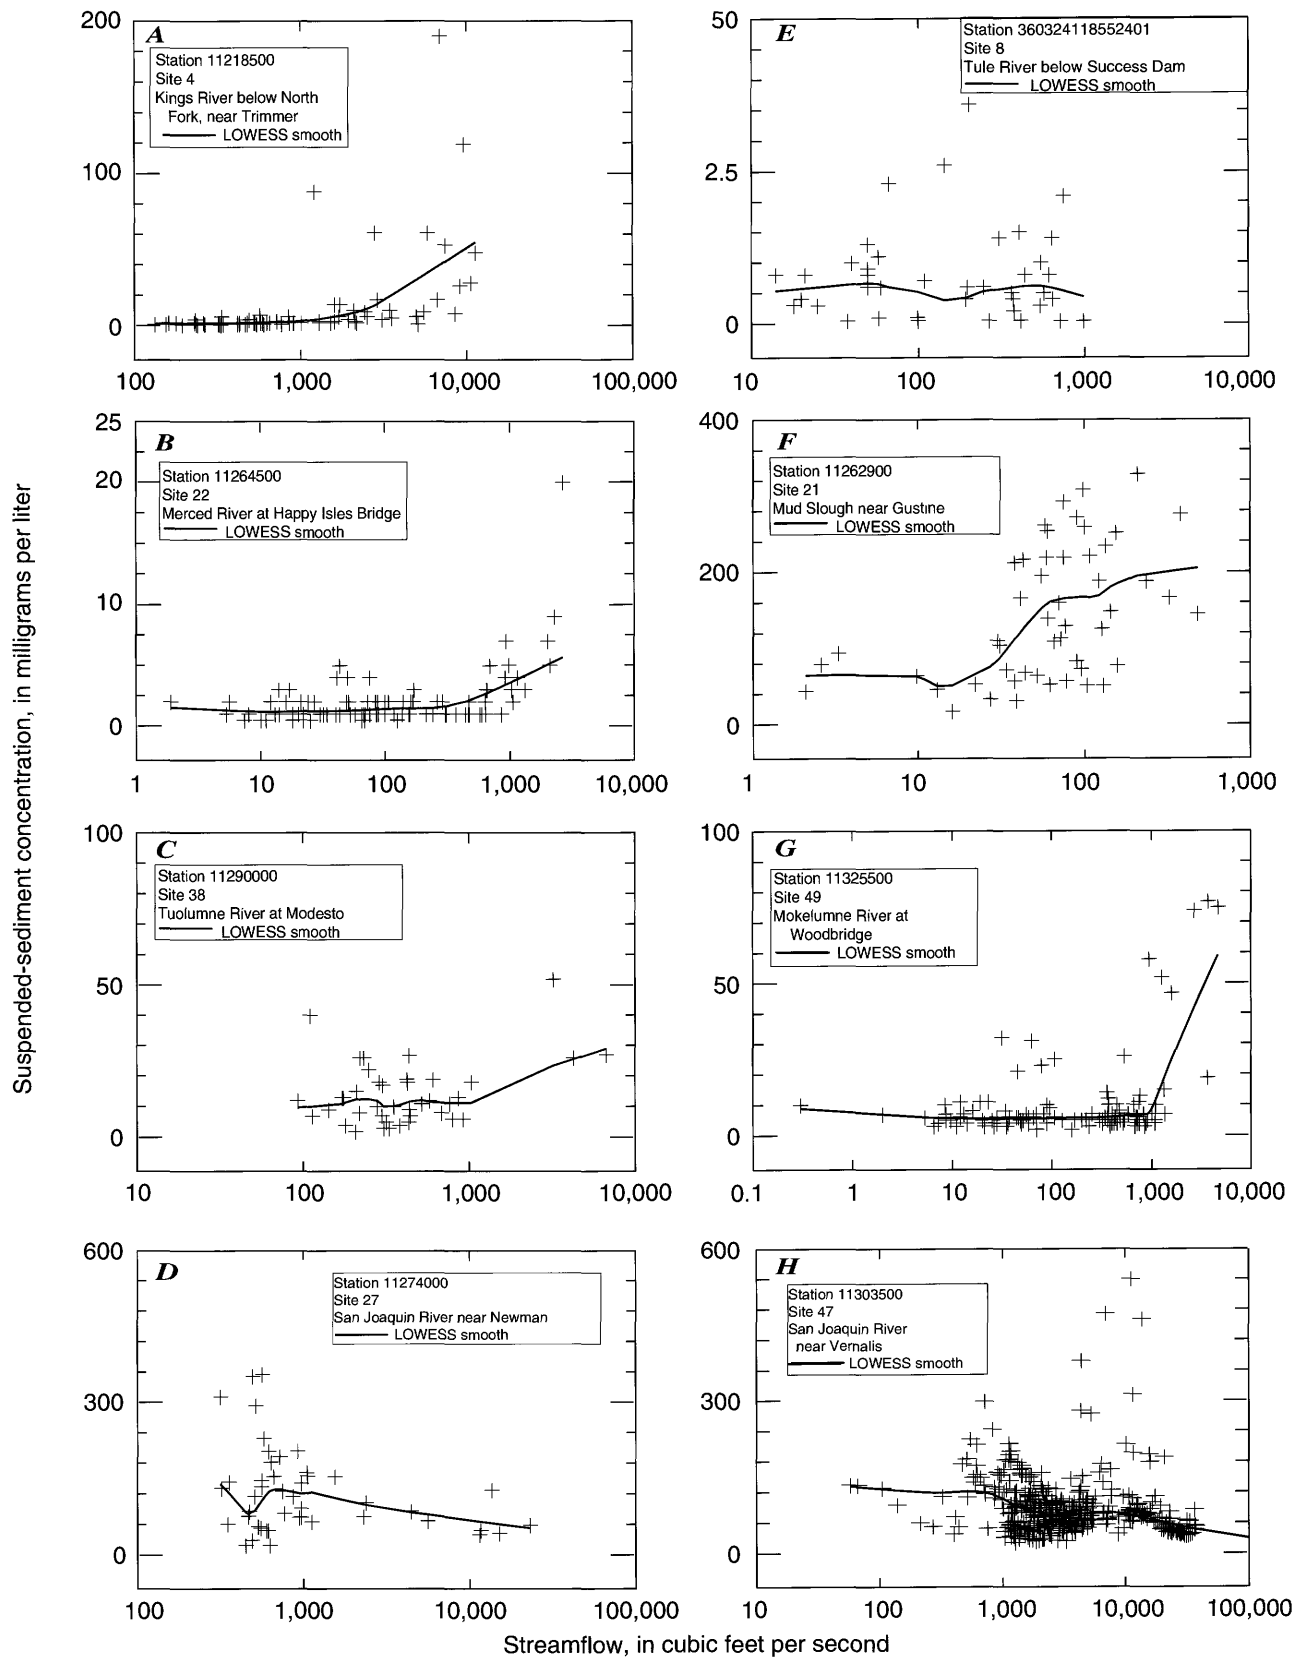 Suspended-sediment concentration, in milligrams per liter
A
Station 11218500
Site 4
Kings River below North
Fork, near Trimmer
LOWESS smooth
200
100
0
100 1,000 10,000 100,000
B
Station 11264500
Site 22
Merced River at Happy Isles Bridge
LOWESS smooth
25
20
10
0
1 10 100 1,000 10,000
C
Station 11290000
Site 38
Tuolumne River at Modesto
LOWESS smooth
100
50
0
10 100 1,000 10,000
D
Station 11274000
Site 27
San Joaquin River near Newman
LOWESS smooth
600
300
0
100 1,000 10,000 100,000
E
Station 360324118552401
Site 8
Tule River below Success Dam
LOWESS smooth
50
2.5
0
10 100 1,000 10,000
F
Station 11262900
Site 21
Mud Slough near Gustine
LOWESS smooth
400
200
0
1 10 100 1,000
G
Station 11325500
Site 49
Mokelumne River at
Woodbridge
LOWESS smooth
100
50
0
0.1 1 10 100 1,000 10,000
H
Station 11303500
Site 47
San Joaquin River
near Vernalis
LOWESS smooth
600
300
0
10 100 1,000 10,000 100,000
Streamflow, in cubic feet per second